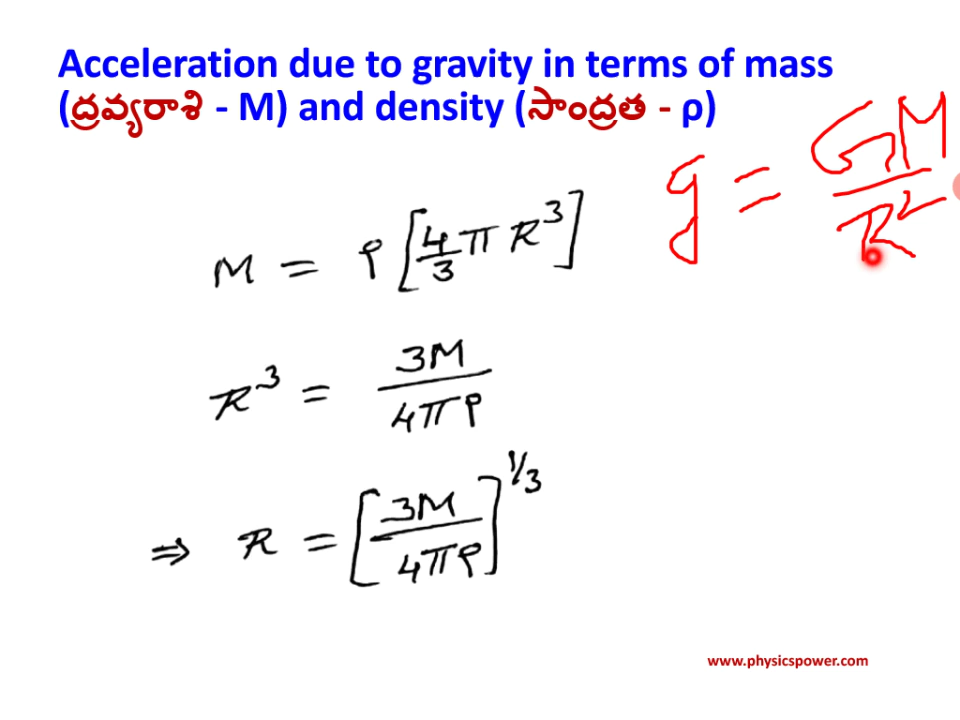 Acceleration due to gravity in terms of mass
(ద్రవ్యరాశి - M) and density (సాంద్రత - ρ)
g = GM/R²
M = ρ[4/3 π R³]
R³ = 3M/4πρ
⇒ R = [3M/4πρ]^1/3
www.physicspower.com